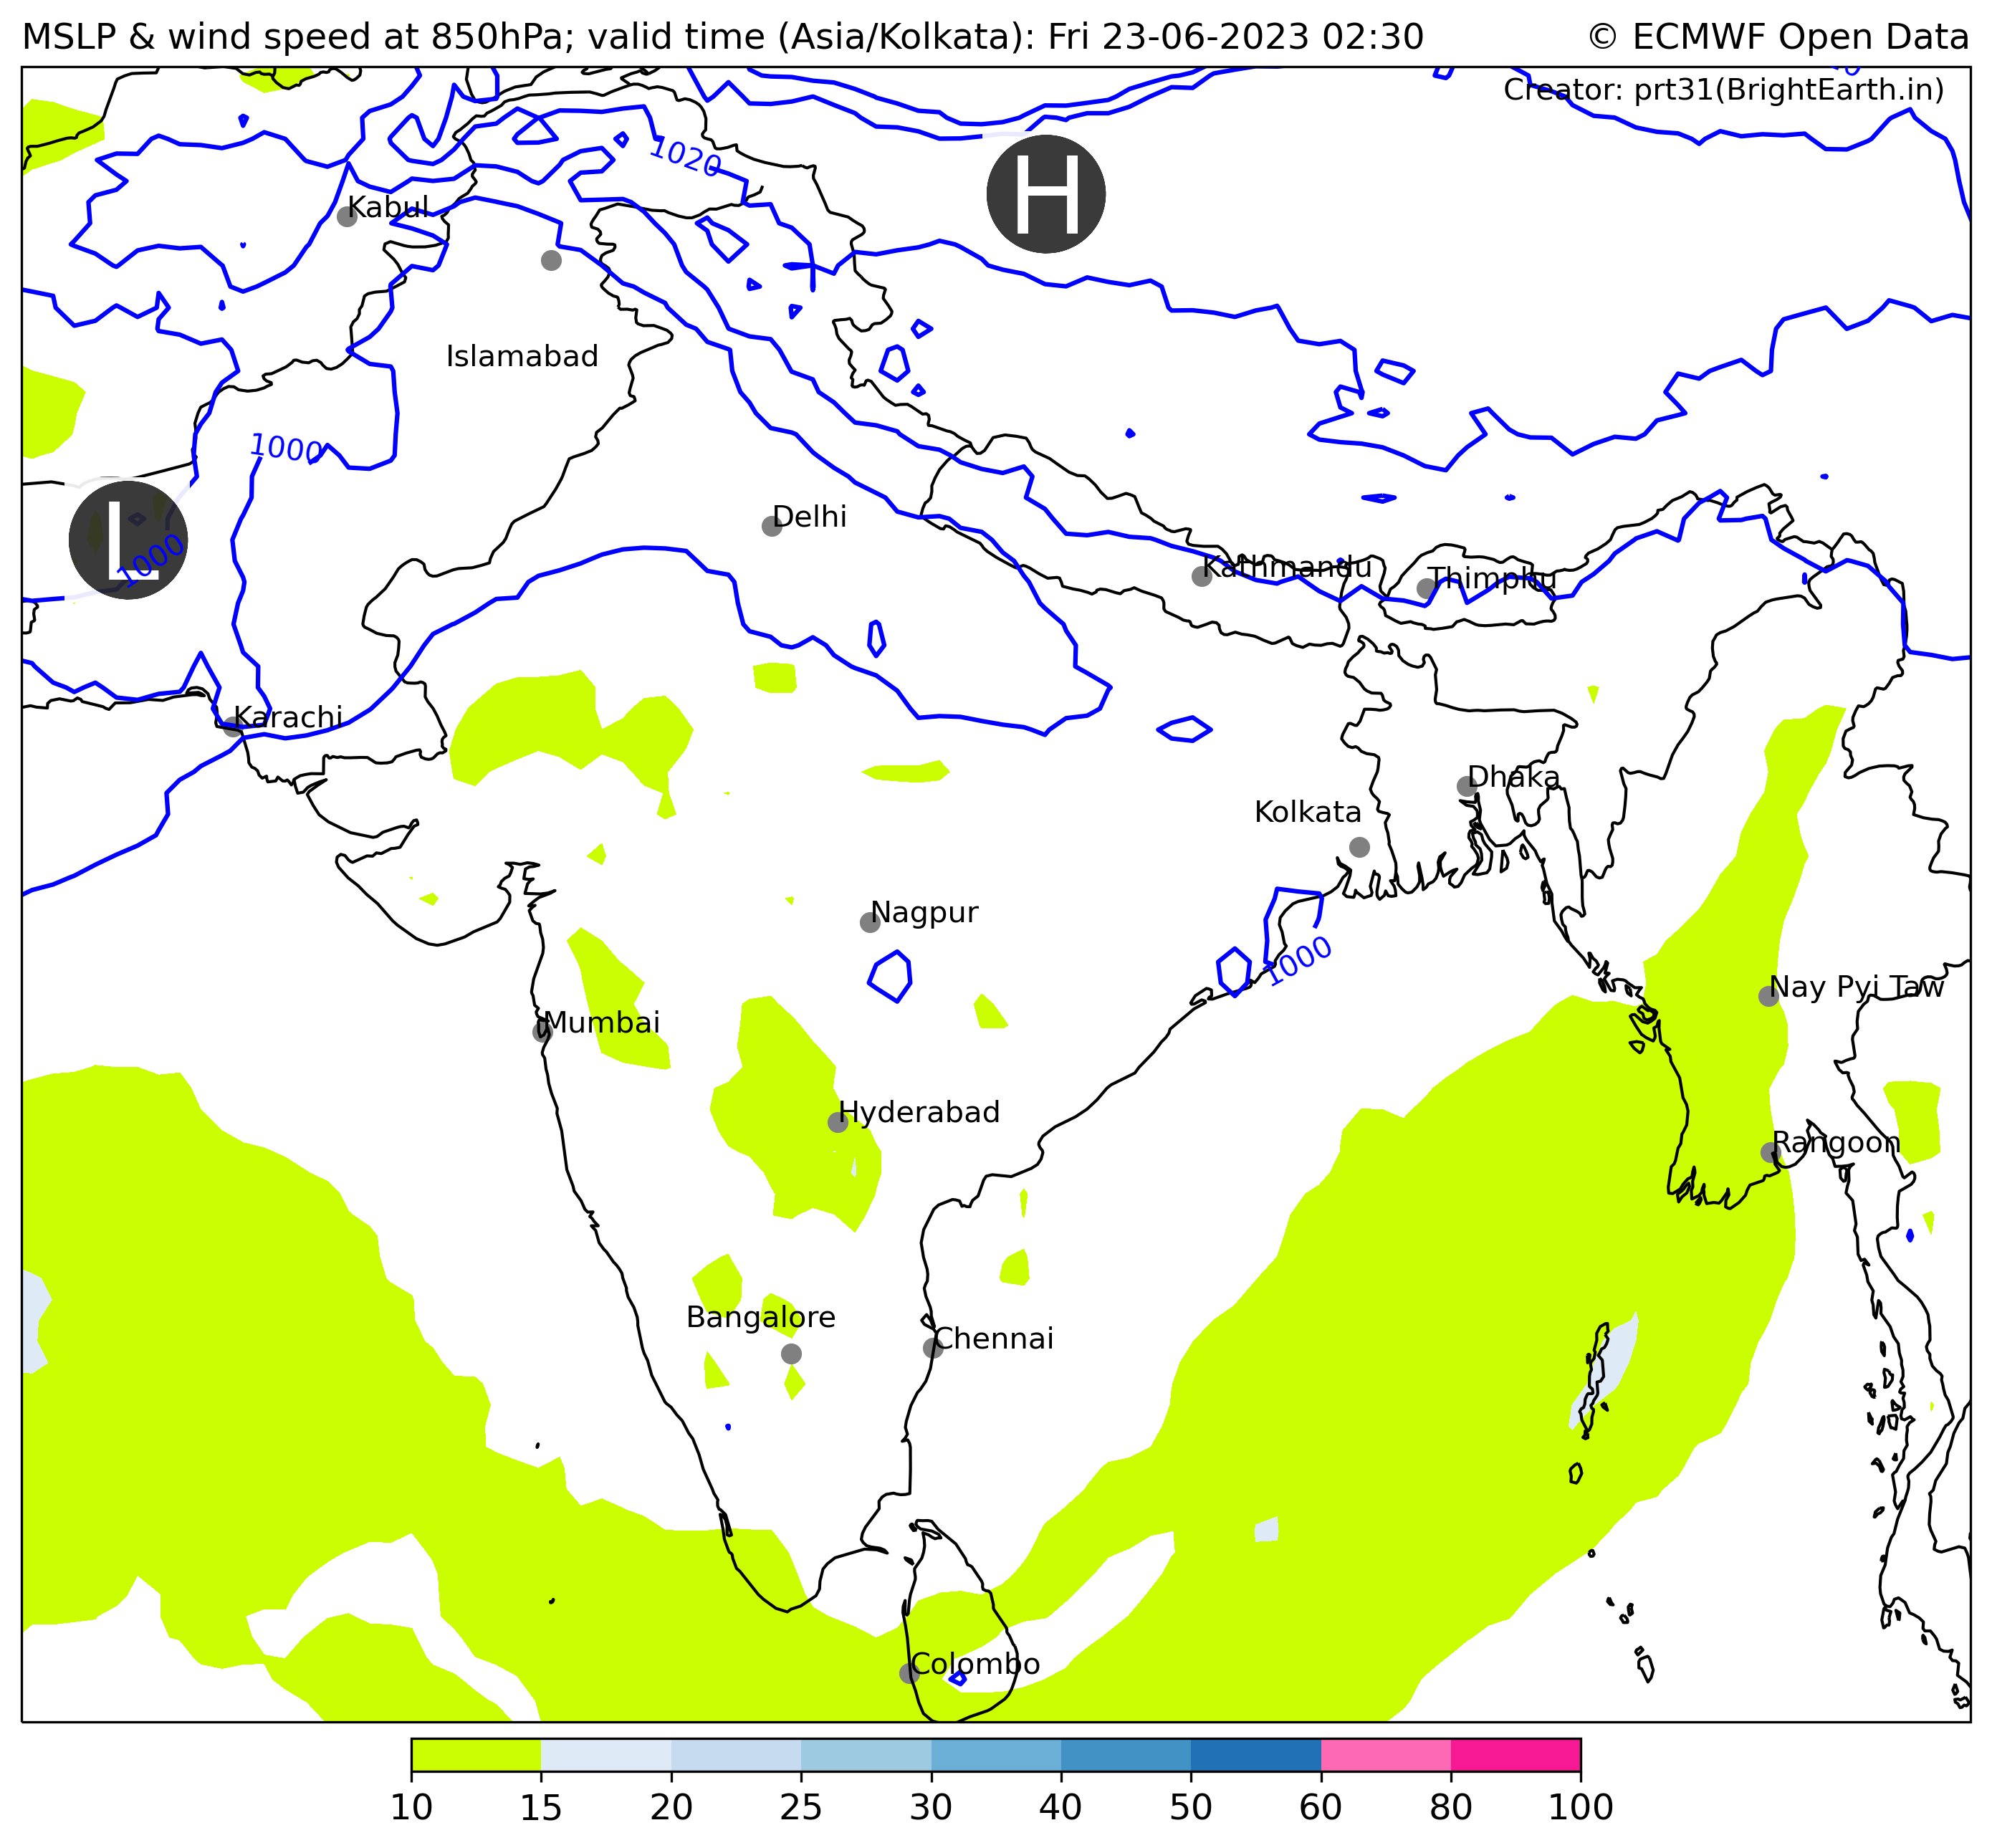 MSLP & wind speed at 850hPa; valid time (Asia/Kolkata): Fri 23-06-2023 02:30
© ECMWF Open Data
Creator: prt31(BrightEarth.in)
1020
H
Kabul
Islamabad
1000
L
1000
Delhi
Kathmandu
Thimphu
Karachi
Dhaka
Kolkata
Nagpur
1000
Nay Pyi Taw
Mumbai
Hyderabad
Rangoon
Bangalore
Chennai
Colombo
10 15 20 25 30 40 50 60 80 100